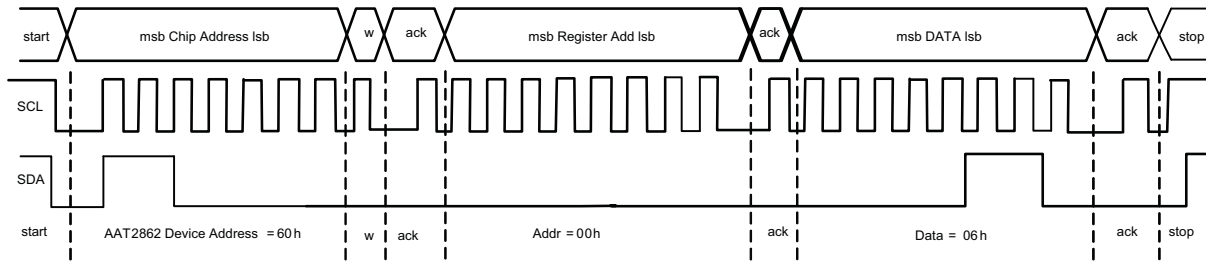 start msb Chip Address lsb w ack msb Register Add lsb ack msb DATA lsb ack stop
SCL
SDA
start AAT2862 Device Address = 60h w ack Addr = 00h ack Data = 06h ack stop